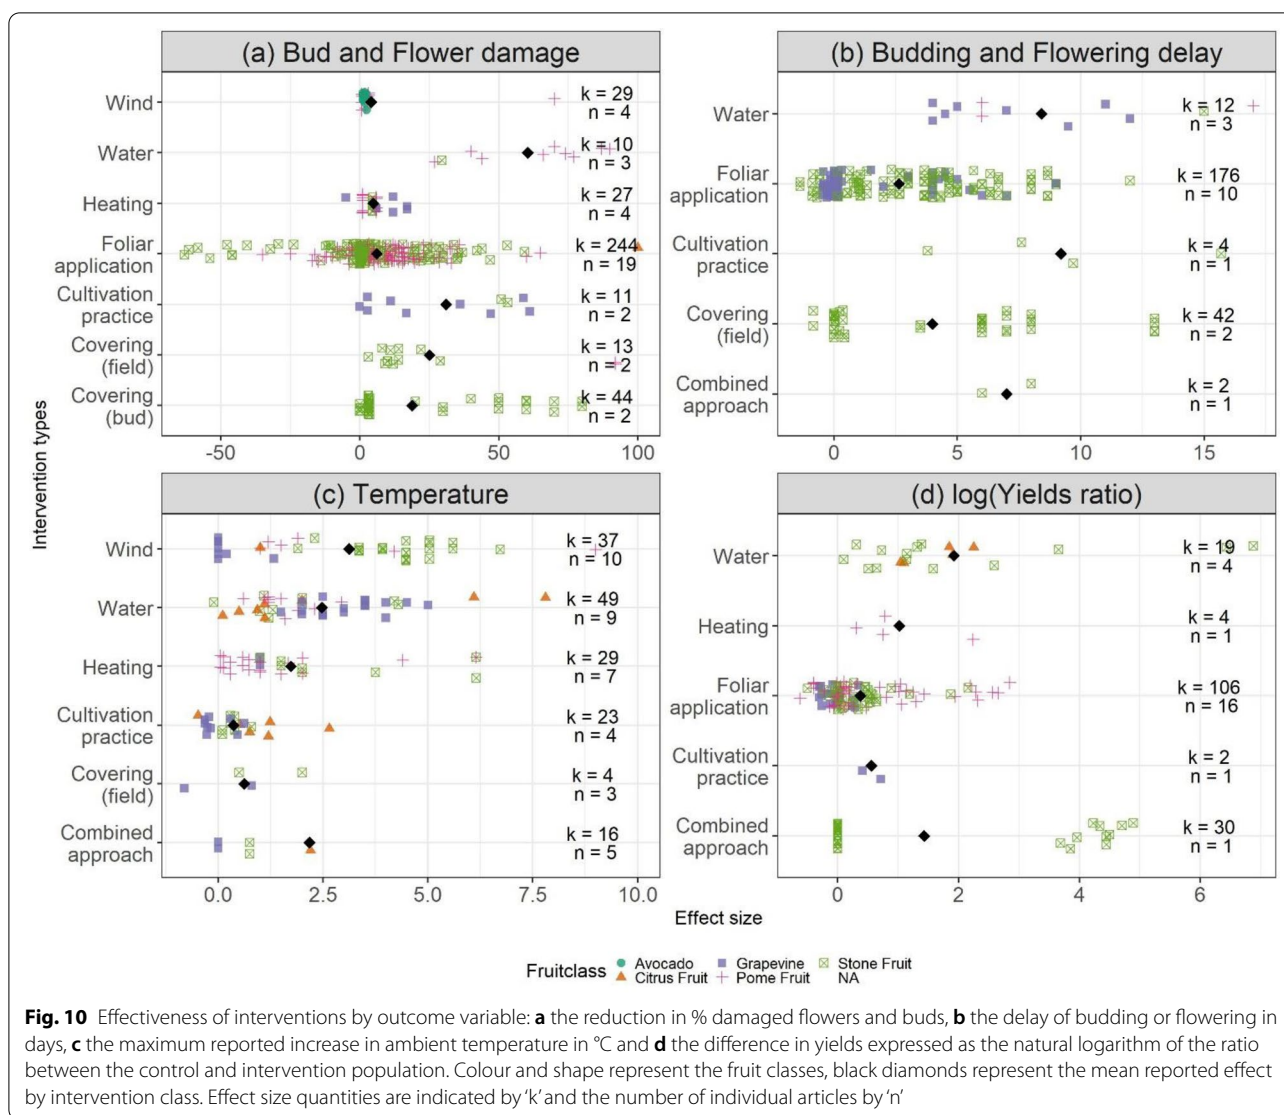 (a) Bud and Flower damage
Wind
k = 29
n = 4
Water
k = 10
n = 3
Heating
k = 27
n = 4
Foliar
application
k = 244
n = 19
Cultivation
practice
k = 11
n = 2
Covering
(field)
k = 13
n = 2
Covering
(bud)
k = 44
n = 2
-50 0 50 100
(b) Budding and Flowering delay
Water
k = 12
n = 3
Foliar
application
k = 176
n = 10
Cultivation
practice
k = 4
n = 1
Covering
(field)
k = 42
n = 2
Combined
approach
k = 2
n = 1
0 5 10 15
Intervention types
(c) Temperature
Wind
k = 37
n = 10
Water
k = 49
n = 9
Heating
k = 29
n = 7
Cultivation
practice
k = 23
n = 4
Covering
(field)
k = 4
n = 3
Combined
approach
k = 16
n = 5
0.0 2.5 5.0 7.5 10.0
(d) log(Yields ratio)
Water
k = 19
n = 4
Heating
k = 4
n = 1
Foliar
application
k = 106
n = 16
Cultivation
practice
k = 2
n = 1
Combined
approach
k = 30
n = 1
0 2 4 6
Effect size
Fruitclass
Avocado Grapevine Stone Fruit
Citrus Fruit Pome Fruit NA
Fig. 10 Effectiveness of interventions by outcome variable: a the reduction in % damaged flowers and buds, b the delay of budding or flowering in
days, c the maximum reported increase in ambient temperature in °C and d the difference in yields expressed as the natural logarithm of the ratio
between the control and intervention population. Colour and shape represent the fruit classes, black diamonds represent the mean reported effect
by intervention class. Effect size quantities are indicated by 'k' and the number of individual articles by 'n'